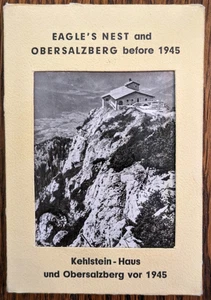 EAGLE'S NEST and
OBERSALZBERG before 1945
Kehlstein-Haus
und Obersalzberg vor 1945